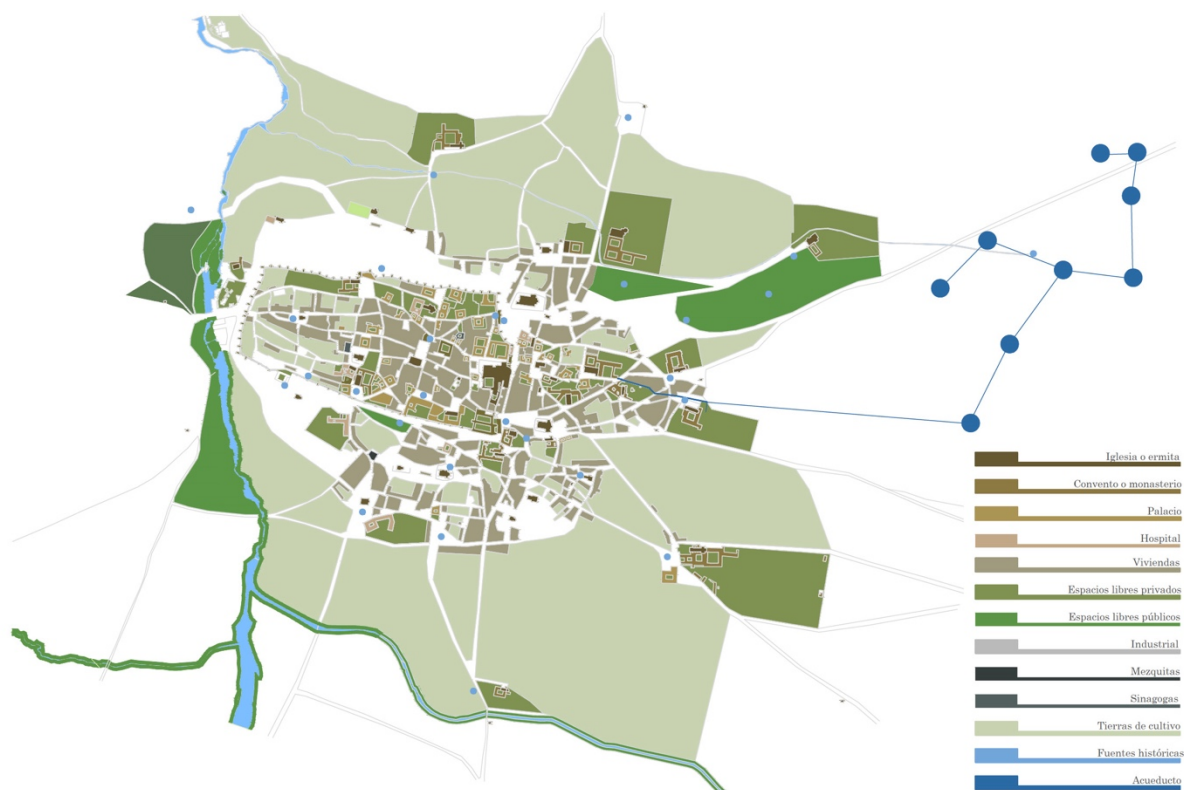 Iglesia o ermita
Convento o monasterio
Palacio
Hospital
Viviendas
Espacios libres privados
Espacios libres públicos
Industrial
Mezquitas
Sinagogas
Tierras de cultivo
Fuentes históricas
Acueducto